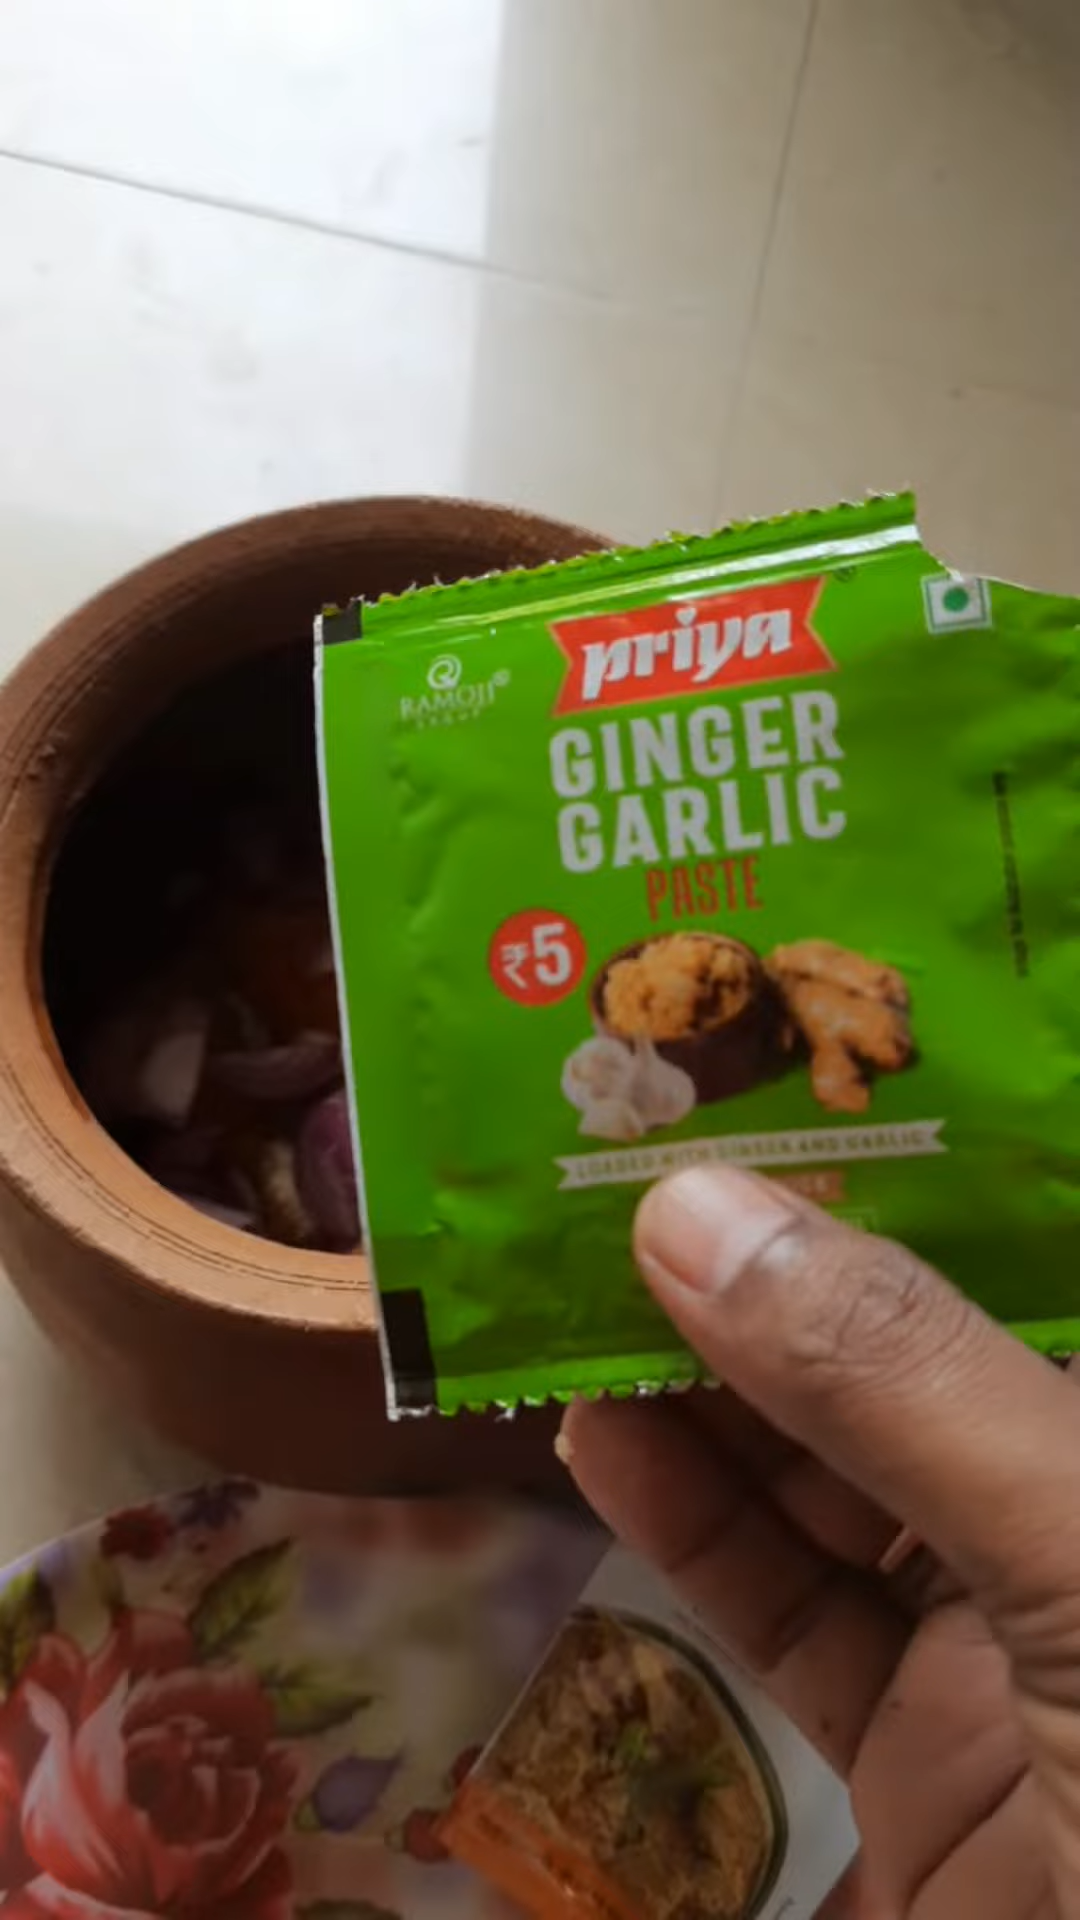 priya
RAMOJI
GROUP
GINGER
GARLIC
PASTE
₹5
LOADED WITH GINGER AND GARLIC